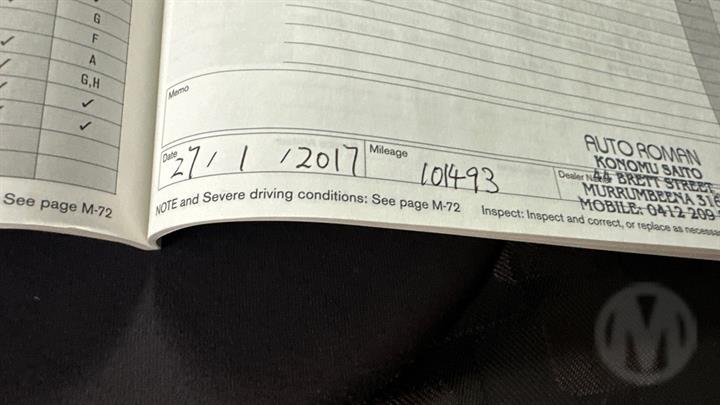 G
✓ F
✓ A
✓ G,H
✓ ✓
✓ ✓
See page M-72
Memo
Date 27 / 1 / 2017
Mileage 101493
AUTO ROMAN
KONOMU SAITO
Dealer 44 BRETT STREET
MURRUMBEENA 316
MOBILE: 0412-209
NOTE and Severe driving conditions: See page M-72
Inspect: Inspect and correct, or replace as necessa
M